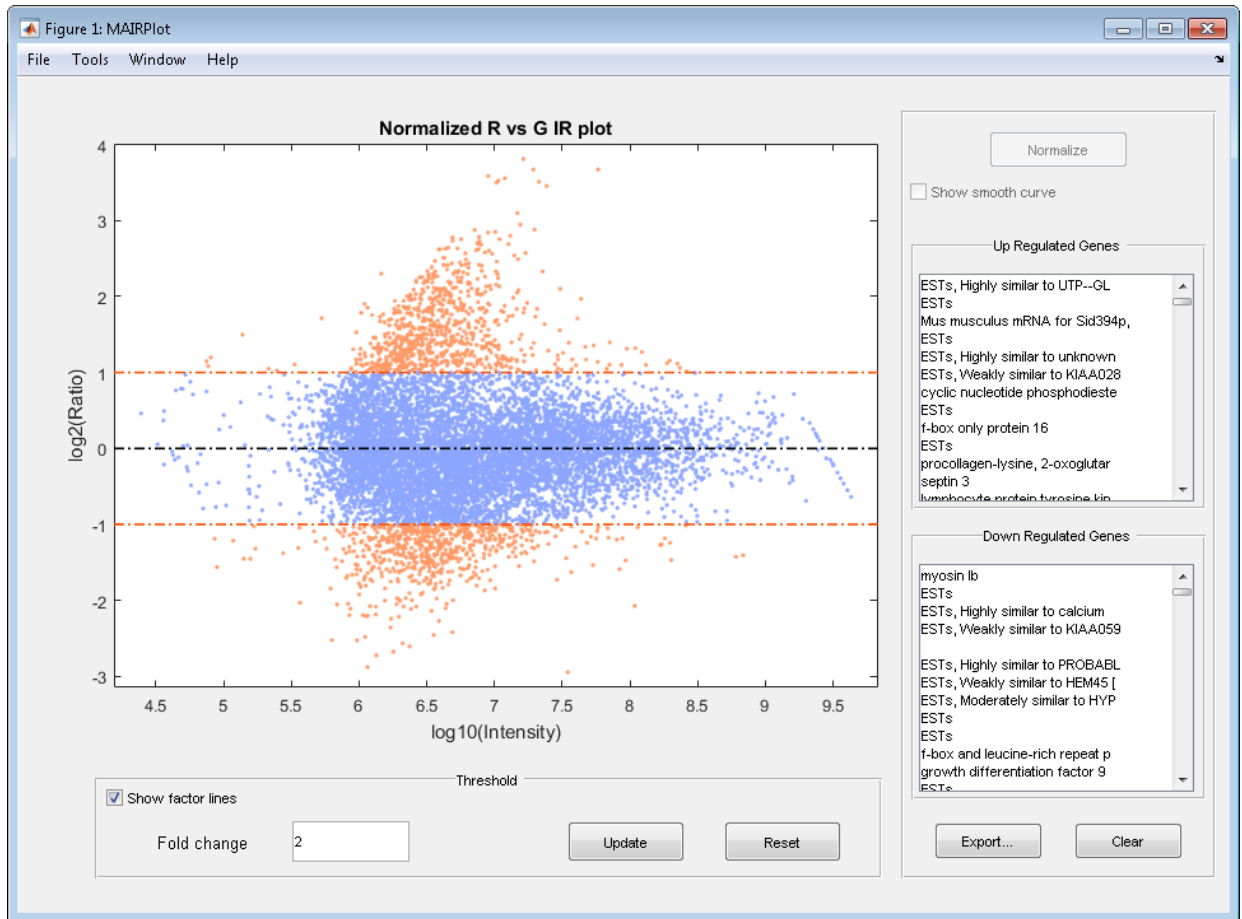 Figure 1: MAIRPlot
File Tools Window Help
Normalized R vs G IR plot
4
3
2
1
0
-1
-2
-3
log2(Ratio)
4.5 5 5.5 6 6.5 7 7.5 8 8.5 9 9.5
log10(Intensity)
Threshold
Show factor lines
Fold change
2
Update
Reset
Normalize
Show smooth curve
Up Regulated Genes
ESTs, Highly similar to UTP--GL
ESTs
Mus musculus mRNA for Sid394p,
ESTs
ESTs, Highly similar to unknown
ESTs, Weakly similar to KIAA028
cyclic nucleotide phosphodieste
ESTs
f-box only protein 16
ESTs
procollagen-lysine, 2-oxoglutar
septin 3
lymphocyte protein tyrosine kin
Down Regulated Genes
myosin Ib
ESTs
ESTs, Highly similar to calcium
ESTs, Weakly similar to KIAA059
ESTs, Highly similar to PROBABL
ESTs, Weakly similar to HEM45 [
ESTs, Moderately similar to HYP
ESTs
ESTs
f-box and leucine-rich repeat p
growth differentiation factor 9
ESTs
Export...
Clear